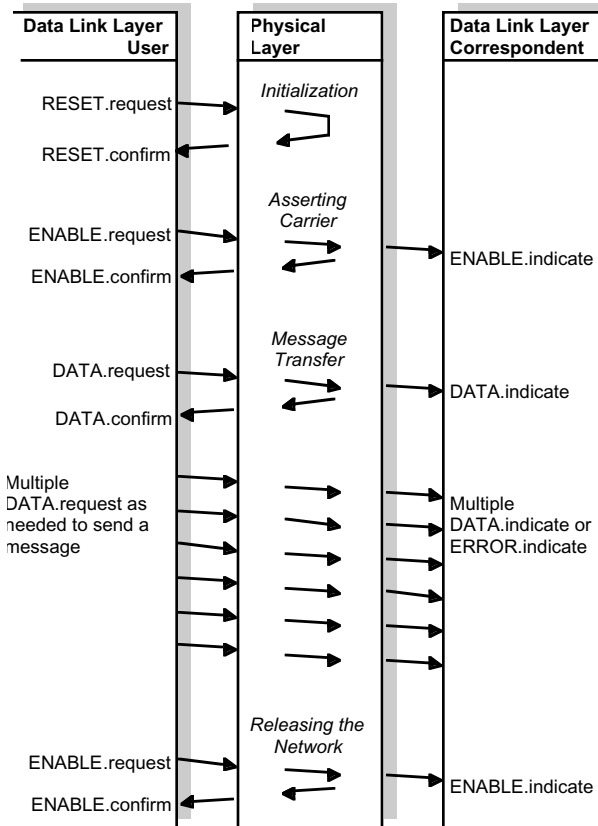 Data Link Layer
User
Physical
Layer
Data Link Layer
Correspondent
Initialization
RESET.request
RESET.confirm
Asserting
Carrier
ENABLE.request
ENABLE.confirm
ENABLE.indicate
Message
Transfer
DATA.request
DATA.confirm
DATA.indicate
Multiple
DATA.request as
needed to send a
message
Multiple
DATA.indicate or
ERROR.indicate
Releasing the
Network
ENABLE.request
ENABLE.confirm
ENABLE.indicate